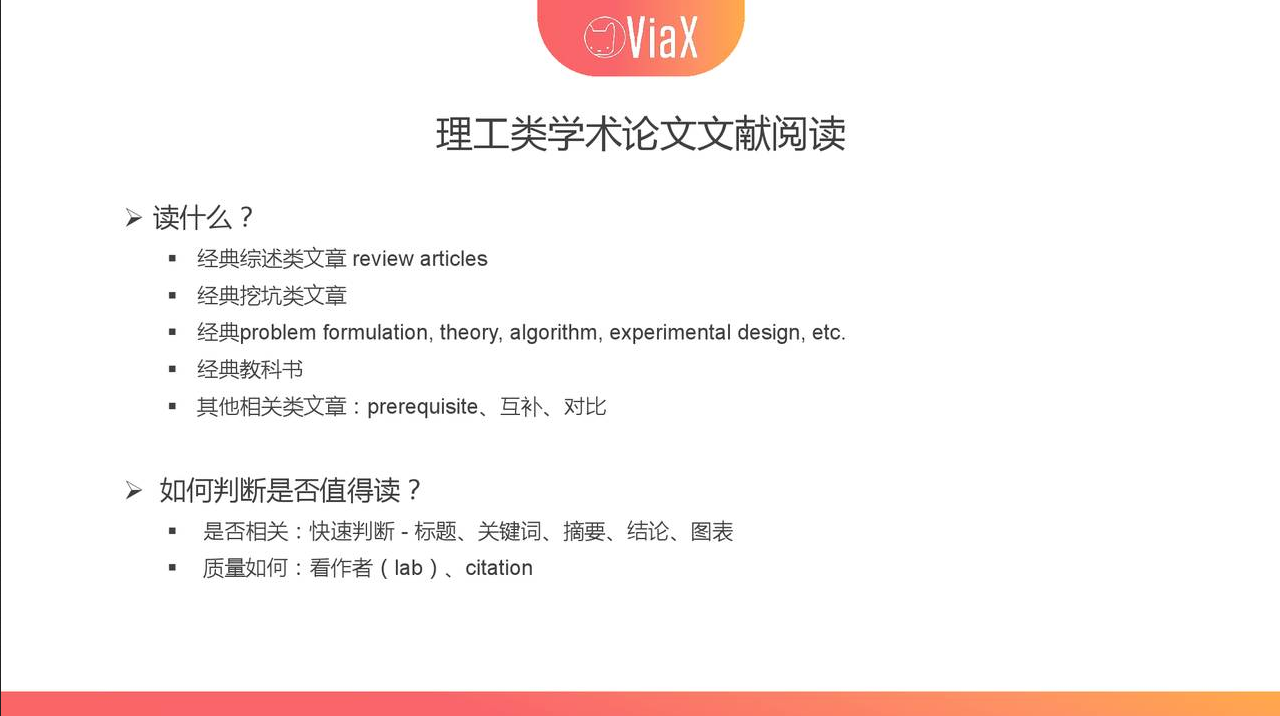 ViaX
理工类学术论文文献阅读
➢ 读什么？
▪ 经典综述类文章 review articles
▪ 经典挖坑类文章
▪ 经典problem formulation, theory, algorithm, experimental design, etc.
▪ 经典教科书
▪ 其他相关类文章：prerequisite、互补、对比
➢ 如何判断是否值得读？
▪ 是否相关：快速判断 - 标题、关键词、摘要、结论、图表
▪ 质量如何：看作者（lab）、citation